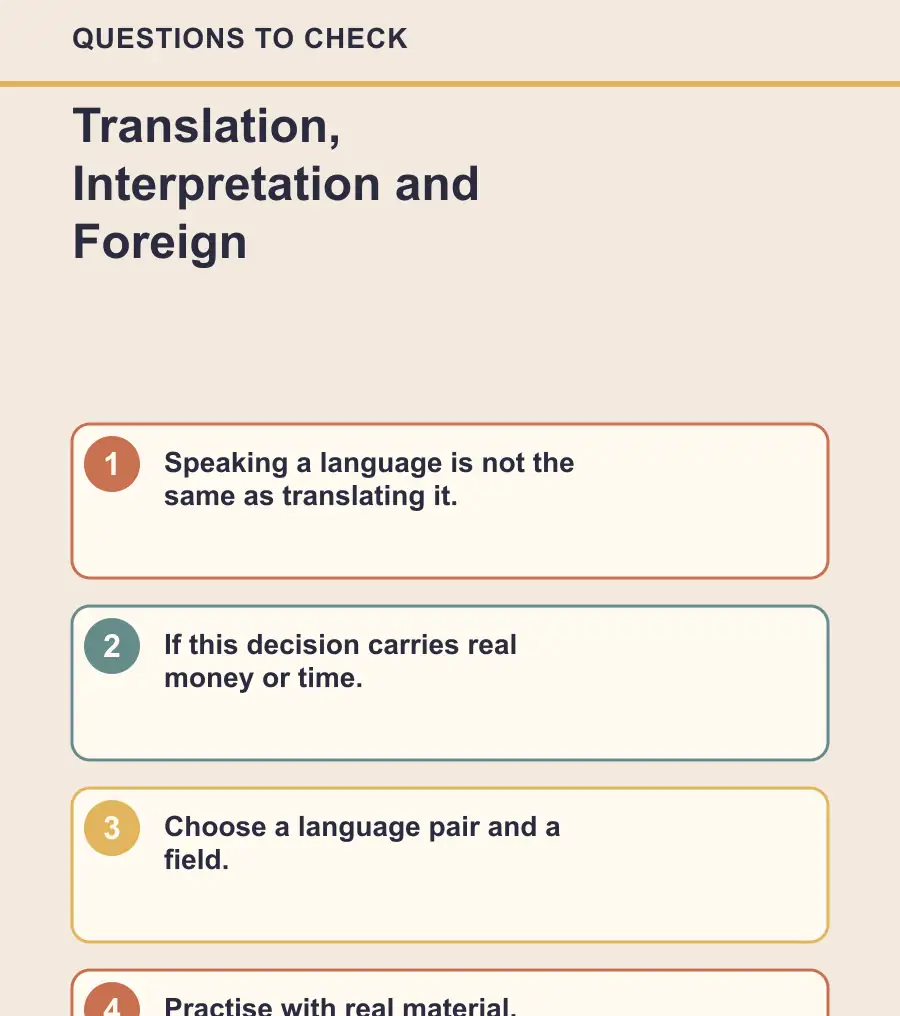 QUESTIONS TO CHECK
Translation,
Interpretation and
Foreign
1
Speaking a language is not the
same as translating it.
2
If this decision carries real
money or time.
3
Choose a language pair and a
field.
4
Practise with real material.